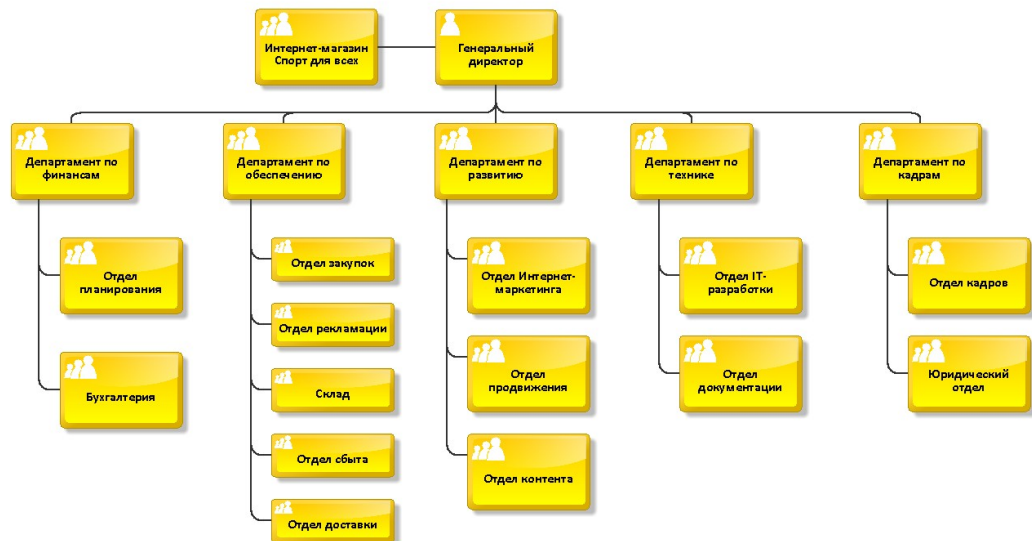 Интернет-магазин
Спорт для всех
Генеральный
директор
Департамент по
финансам
Департамент по
обеспечению
Департамент по
развитию
Департамент по
технике
Департамент по
кадрам
Отдел
планирования
Бухгалтерия
Отдел закупок
Отдел рекламации
Склад
Отдел сбыта
Отдел доставки
Отдел Интернет-
маркетинга
Отдел
продвижения
Отдел контента
Отдел IT-
разработки
Отдел
документации
Отдел кадров
Юридический
отдел